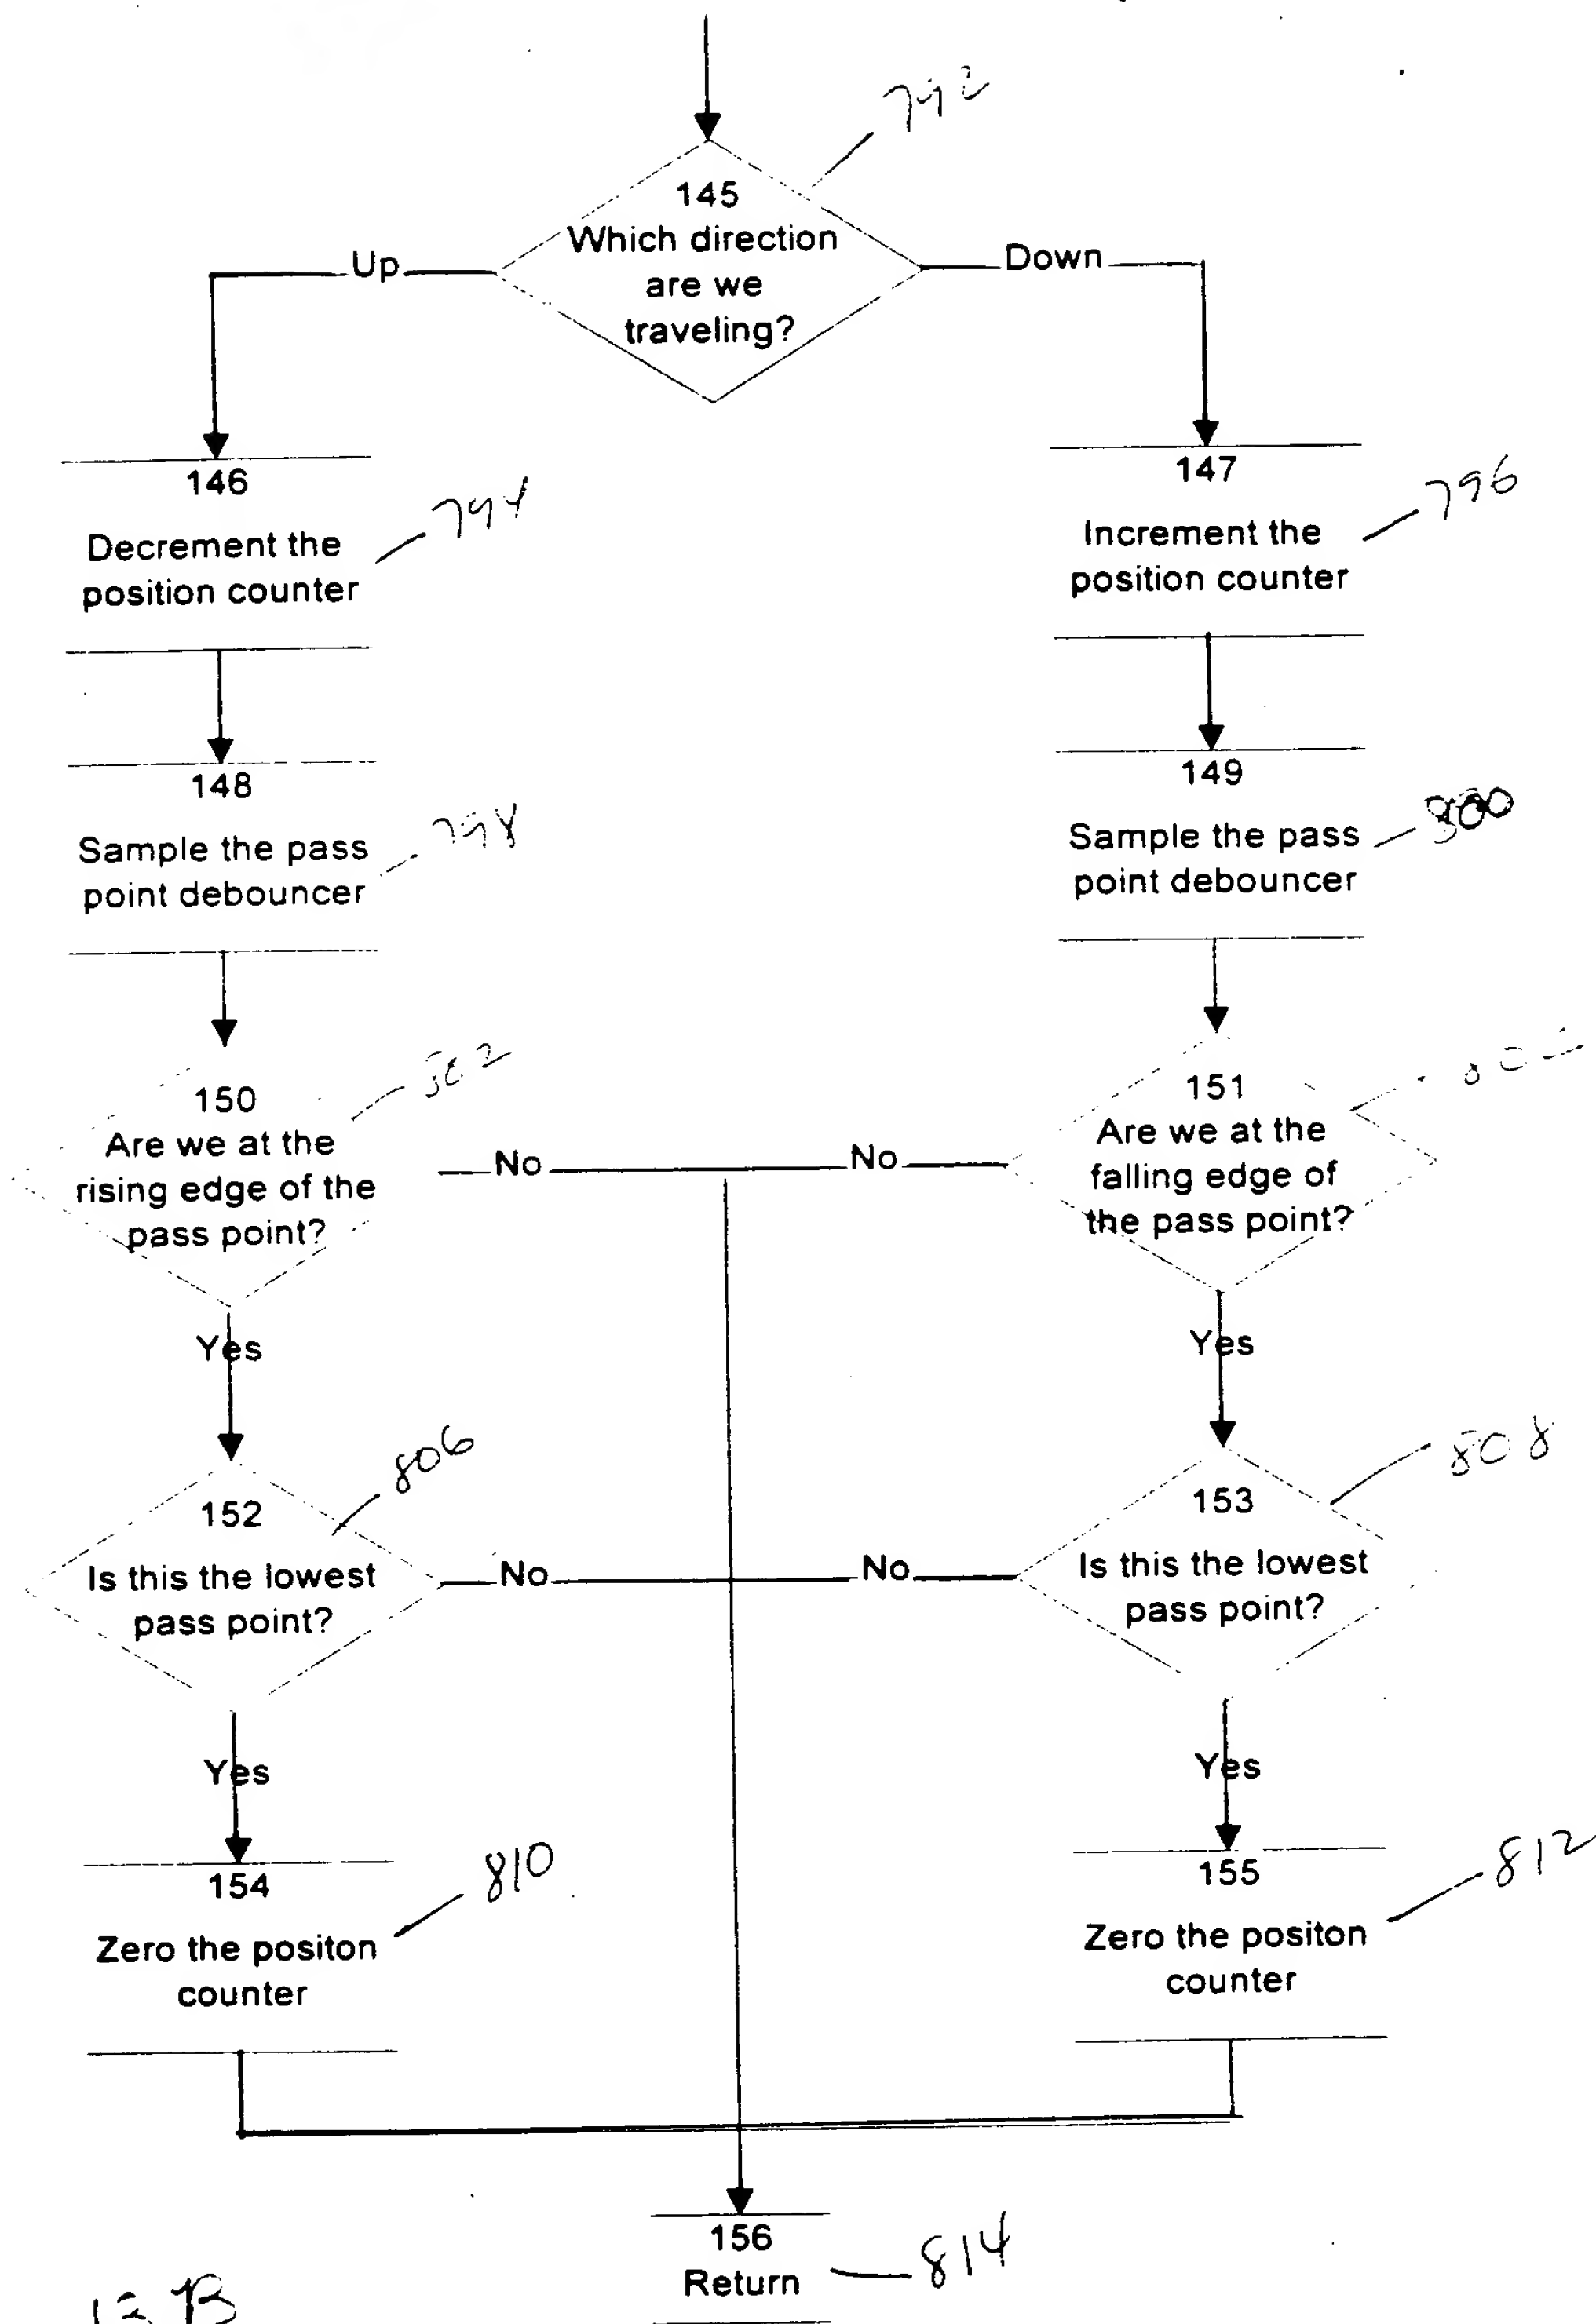 792
145
Which direction
are we
traveling?
Up
Down
146
Decrement the
position counter
794
147
Increment the
position counter
796
148
Sample the pass
point debouncer
798
149
Sample the pass
point debouncer
800
150
Are we at the
rising edge of the
pass point?
802
No
No
151
Are we at the
falling edge of
the pass point?
Yes
Yes
152
Is this the lowest
pass point?
806
No
No
153
Is this the lowest
pass point?
808
Yes
Yes
154
Zero the positon
counter
810
155
Zero the positon
counter
812
156
Return
814